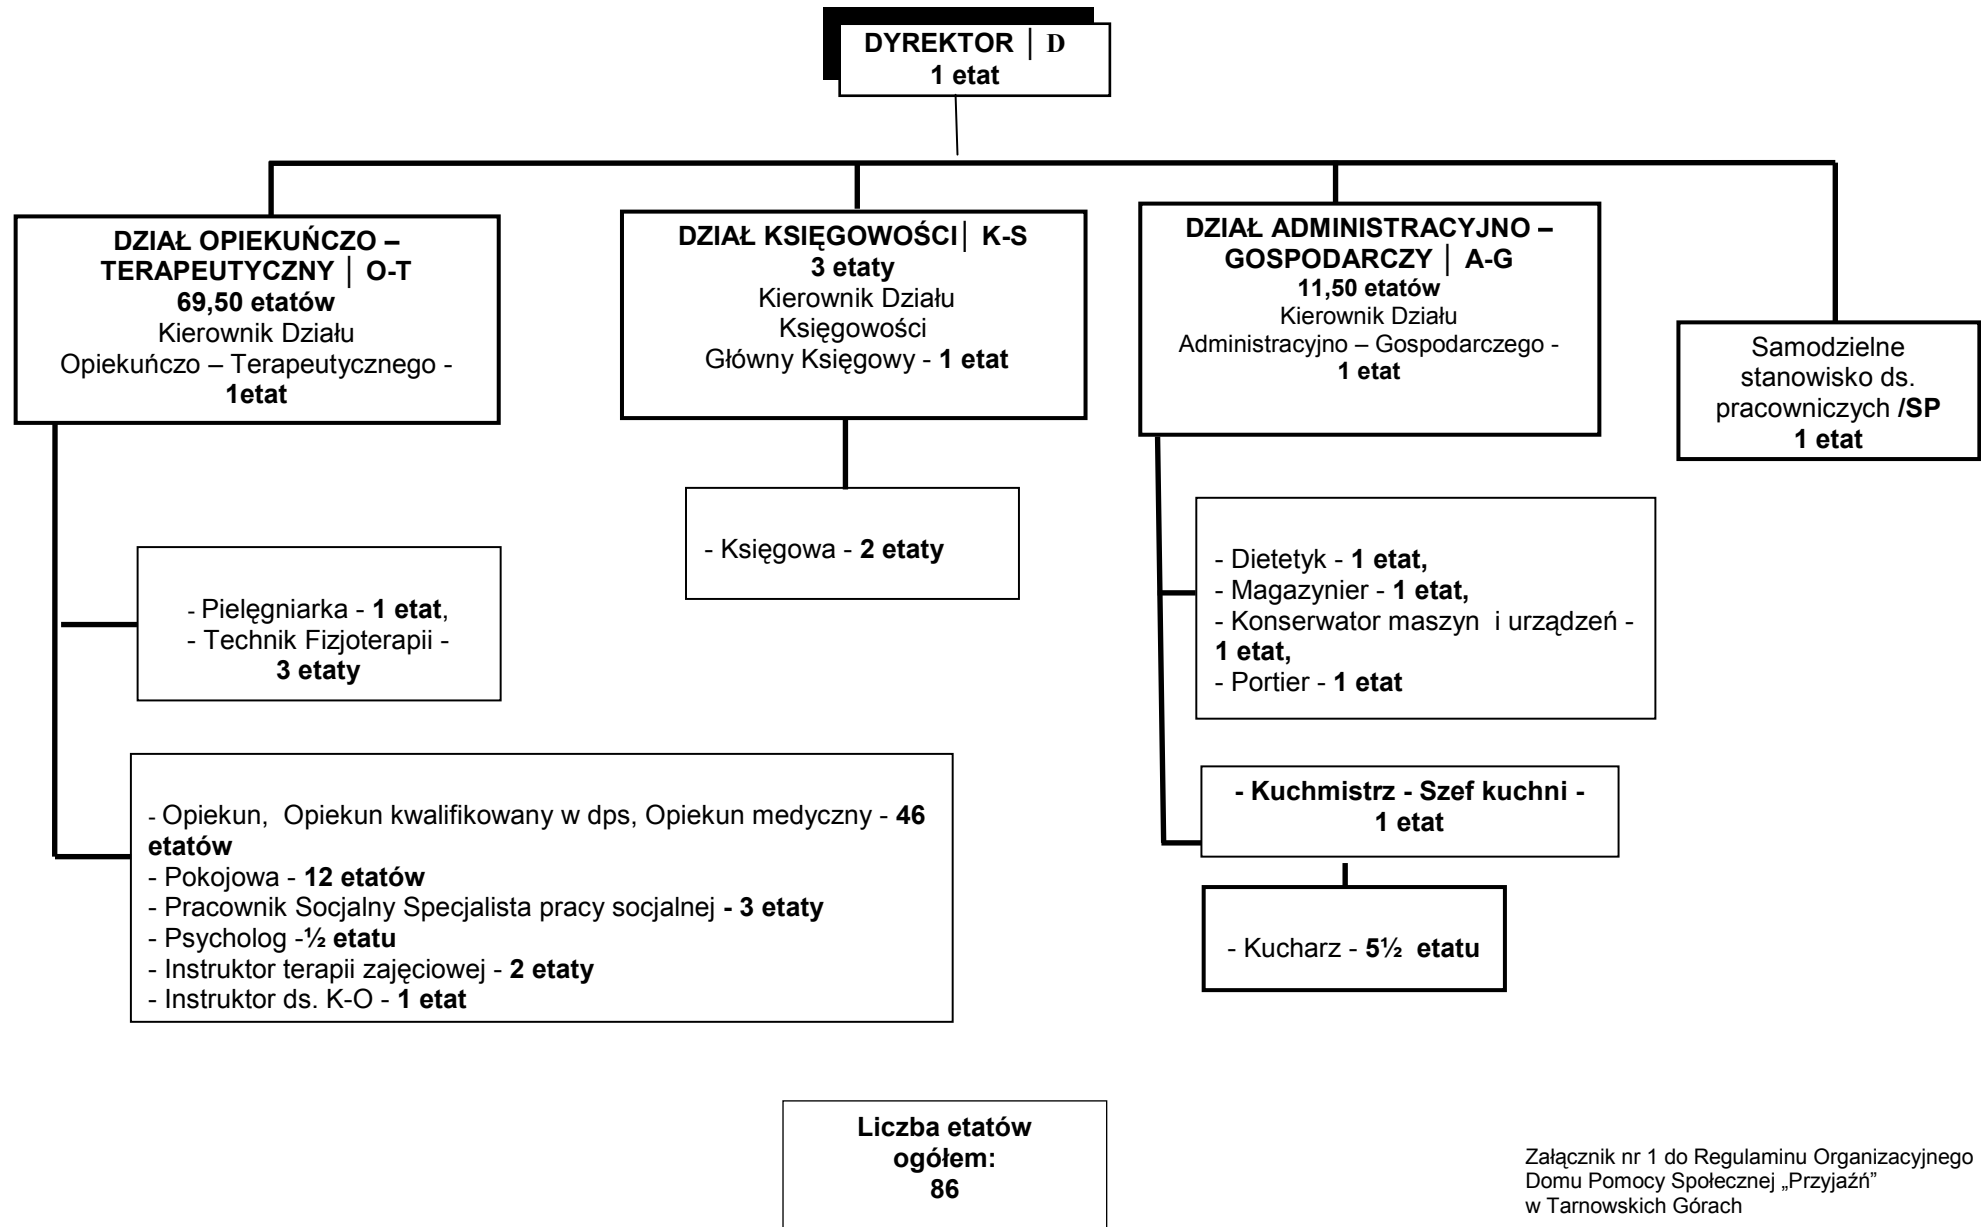 DYREKTOR │ D
1 etat
DZIAŁ OPIEKUŃCZO –
TERAPEUTYCZNY │ O-T
69,50 etatów
Kierownik Działu
Opiekuńczo – Terapeutycznego -
1etat
DZIAŁ KSIĘGOWOŚCI│ K-S
3 etaty
Kierownik Działu
Księgowości
Główny Księgowy - 1 etat
DZIAŁ ADMINISTRACYJNO –
GOSPODARCZY │ A-G
11,50 etatów
Kierownik Działu
Administracyjno – Gospodarczego -
1 etat
Samodzielne
stanowisko ds.
pracowniczych /SP
1 etat
- Pielęgniarka - 1 etat,
- Technik Fizjoterapii -
3 etaty
- Księgowa - 2 etaty
- Dietetyk - 1 etat,
- Magazynier - 1 etat,
- Konserwator maszyn  i urządzeń -
1 etat,
- Portier - 1 etat
- Opiekun,  Opiekun kwalifikowany w dps, Opiekun medyczny - 46
etatów
- Pokojowa - 12 etatów
- Pracownik Socjalny Specjalista pracy socjalnej - 3 etaty
- Psycholog -½ etatu
- Instruktor terapii zajęciowej - 2 etaty
- Instruktor ds. K-O - 1 etat
- Kuchmistrz - Szef kuchni -
1 etat
- Kucharz - 5½  etatu
Liczba etatów
ogółem:
86
Załącznik nr 1 do Regulaminu Organizacyjnego
Domu Pomocy Społecznej „Przyjaźń”
w Tarnowskich Górach